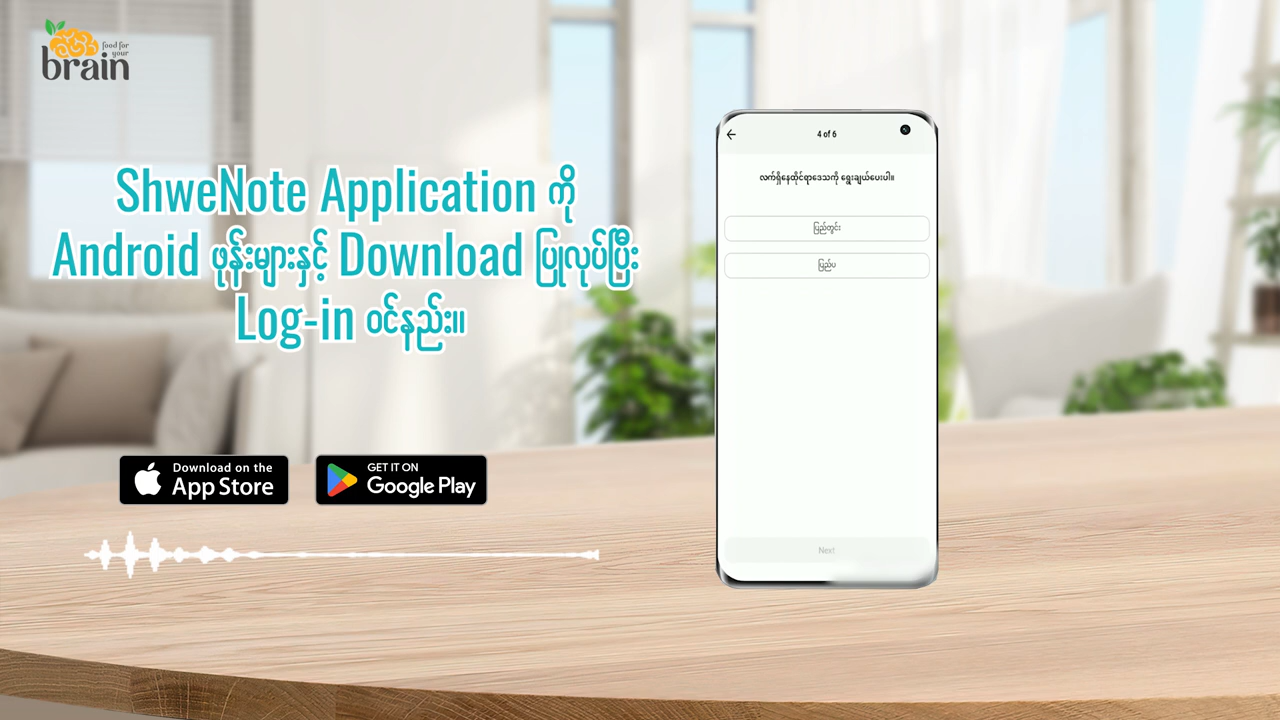 food for
your
brain
ShweNote Application ကို
Android ဖုန်းများနှင့် Download ပြုလုပ်ပြီး
Log-in ဝင်နည်း။
Download on the
App Store
GET IT ON
Google Play
4 of 6
လက်ရှိနေထိုင်ရာဒေသကို ရွေးချယ်ပေးပါ။
ပြည်တွင်း
ပြည်ပ
Next